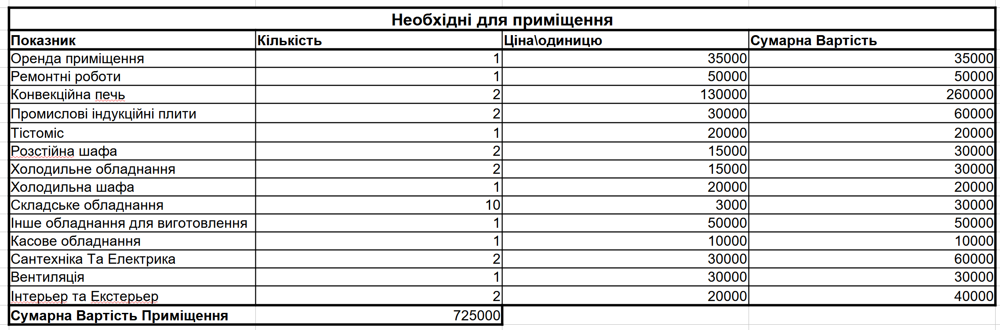 Необхідні для приміщення
Показник Кількість Ціна\одиницю Сумарна Вартість
Оренда приміщення 1 35000 35000
Ремонтні роботи 1 50000 50000
Конвекційна печь 2 130000 260000
Промислові індукційні плити 2 30000 60000
Тістоміс 1 20000 20000
Розстійна шафа 2 15000 30000
Холодильне обладнання 2 15000 30000
Холодильна шафа 1 20000 20000
Складське обладнання 10 3000 30000
Інше обладнання для виготовлення 1 50000 50000
Касове обладнання 1 10000 10000
Сантехніка Та Електрика 2 30000 60000
Вентиляція 1 30000 30000
Інтерьер та Екстерьер 2 20000 40000
Сумарна Вартість Приміщення 725000